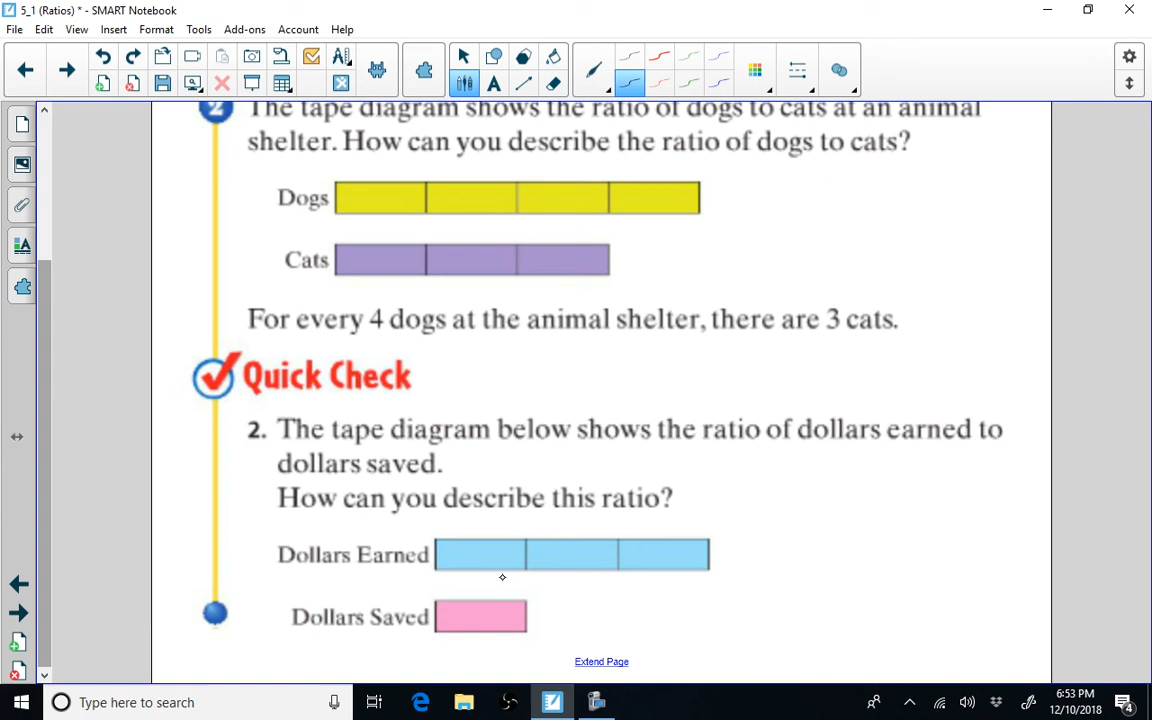 5_1 (Ratios) * - SMART Notebook
File Edit View Insert Format Tools Add-ons Account Help
2 The tape diagram shows the ratio of dogs to cats at an animal
shelter. How can you describe the ratio of dogs to cats?
Dogs
Cats
For every 4 dogs at the animal shelter, there are 3 cats.
Quick Check
2. The tape diagram below shows the ratio of dollars earned to
dollars saved.
How can you describe this ratio?
Dollars Earned
Dollars Saved
Extend Page
Type here to search
6:53 PM
12/10/2018
4